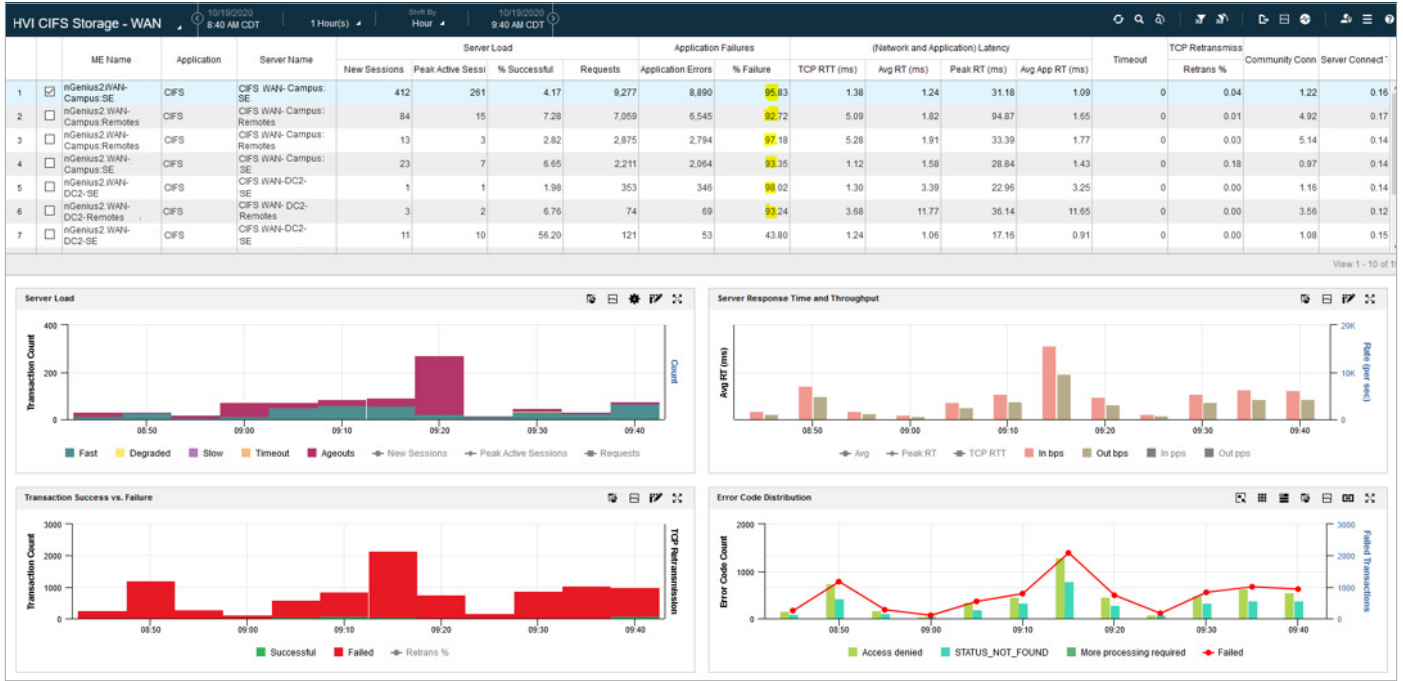 HVI CIFS Storage - WAN
10/19/2020
8:40 AM CDT
1 Hour(s)
Shift By
Hour
10/19/2020
9:40 AM CDT
ME Name Application Server Name Server Load Application Failures (Network and Application) Latency Timeout TCP Retransmiss Community Conn Server Connect T
New Sessions Peak Active Sessi % Successful Requests Application Errors % Failure TCP RTT (ms) Avg RT (ms) Peak RT (ms) Avg App RT (ms) Retrans %
1 nGenius2.WAN-Campus:SE CIFS CIFS WAN- Campus: SE 412 261 4.17 9,277 8,890 95.83 1.38 1.24 31.18 1.09 0 0.04 1.22 0.16
2 nGenius2.WAN-Campus:Remotes CIFS CIFS WAN- Campus: Remotes 84 15 7.28 7,059 6,545 92.72 5.09 1.82 94.87 1.65 0 0.01 4.92 0.17
3 nGenius2.WAN-Campus:Remotes CIFS CIFS WAN- Campus: Remotes 13 3 2.82 2,875 2,794 97.18 5.28 1.91 33.39 1.77 0 0.03 5.14 0.14
4 nGenius2.WAN-Campus:SE CIFS CIFS WAN- Campus: SE 23 7 6.65 2,211 2,064 93.35 1.12 1.58 28.84 1.43 0 0.18 0.97 0.14
5 nGenius2.WAN-DC2-SE CIFS CIFS WAN-DC2-SE 1 1 1.98 353 346 98.02 1.30 3.39 22.96 3.25 0 0.00 1.16 0.14
6 nGenius2.WAN-DC2-Remotes CIFS CIFS WAN- DC2-Remotes 3 2 6.76 74 69 93.24 3.68 11.77 36.14 11.65 0 0.00 3.56 0.12
7 nGenius2.WAN-DC2-SE CIFS CIFS WAN-DC2-SE 11 10 56.20 121 53 43.80 1.24 1.06 17.16 0.91 0 0.00 1.08 0.15
View 1 - 10 of 1
Server Load
Transaction Count
400
200
0
Count
08:50 09:00 09:10 09:20 09:30 09:40
Fast Degraded Slow Timeout Ageouts New Sessions Peak Active Sessions Requests
Server Response Time and Throughput
Avg RT (ms)
20K
10K
0
Rate (per sec)
08:50 09:00 09:10 09:20 09:30 09:40
Avg Peak RT TCP RTT In bps Out bps In pps Out pps
Transaction Success vs. Failure
Transaction Count
3000
2000
1000
0
TCP Retransmission
08:50 09:00 09:10 09:20 09:30 09:40
Successful Failed Retrans %
Error Code Distribution
Error Code Count
2000
1000
0
3000
2000
1000
0
Failed Transactions
08:50 09:00 09:10 09:20 09:30 09:40
Access denied STATUS_NOT_FOUND More processing required Failed